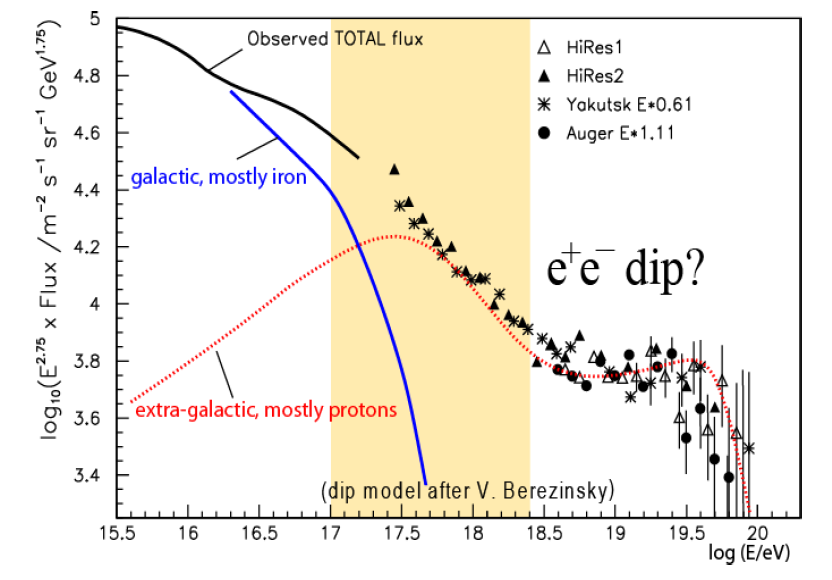 log₁₀(E²·⁷⁵ x Flux /m⁻² s⁻¹ sr⁻¹ GeV¹·⁷⁵)
5
4.8
4.6
4.4
4.2
4
3.8
3.6
3.4
Observed TOTAL flux
HiRes1
HiRes2
Yakutsk E*0.61
Auger E*1.11
galactic, mostly iron
e⁺e⁻ dip?
extra-galactic, mostly protons
(dip model after V. Berezinsky)
15.5 16 16.5 17 17.5 18 18.5 19 19.5 20
log (E/eV)